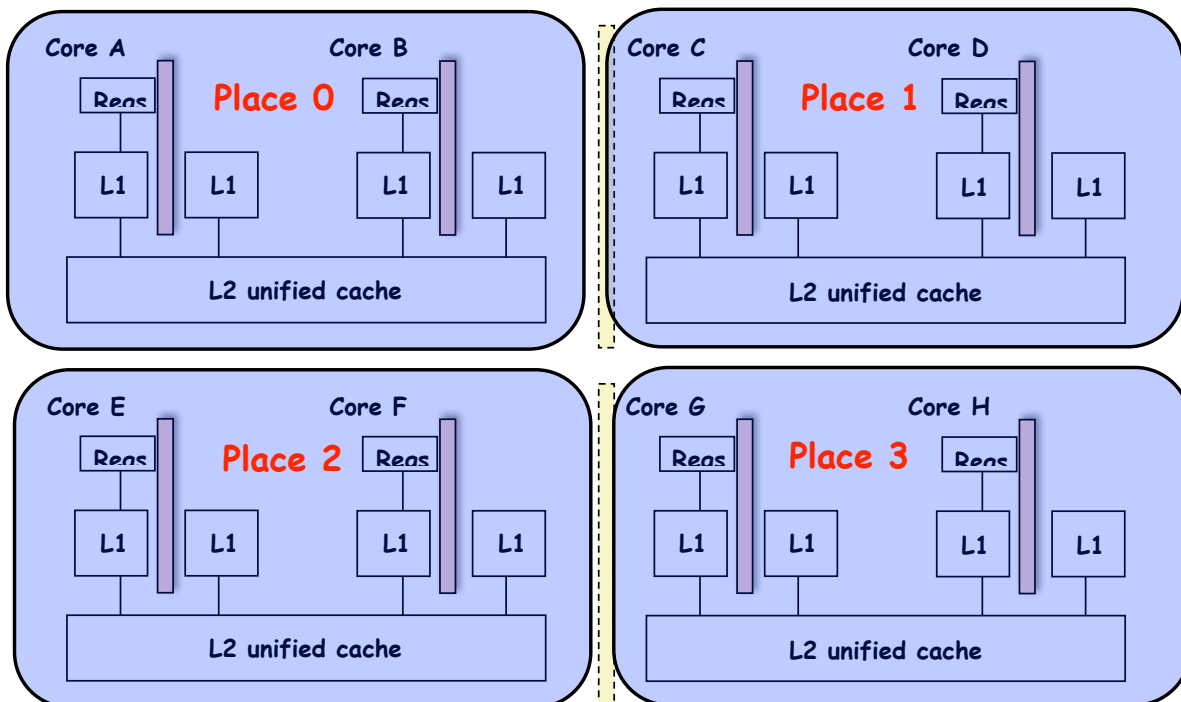 Core A
Core B
Core C
Core D
Regs
Place 0
Regs
Regs
Place 1
Regs
L1
L1
L1
L1
L1
L1
L1
L1
L2 unified cache
L2 unified cache
Core E
Core F
Core G
Core H
Regs
Place 2
Regs
Regs
Place 3
Regs
L1
L1
L1
L1
L1
L1
L1
L1
L2 unified cache
L2 unified cache